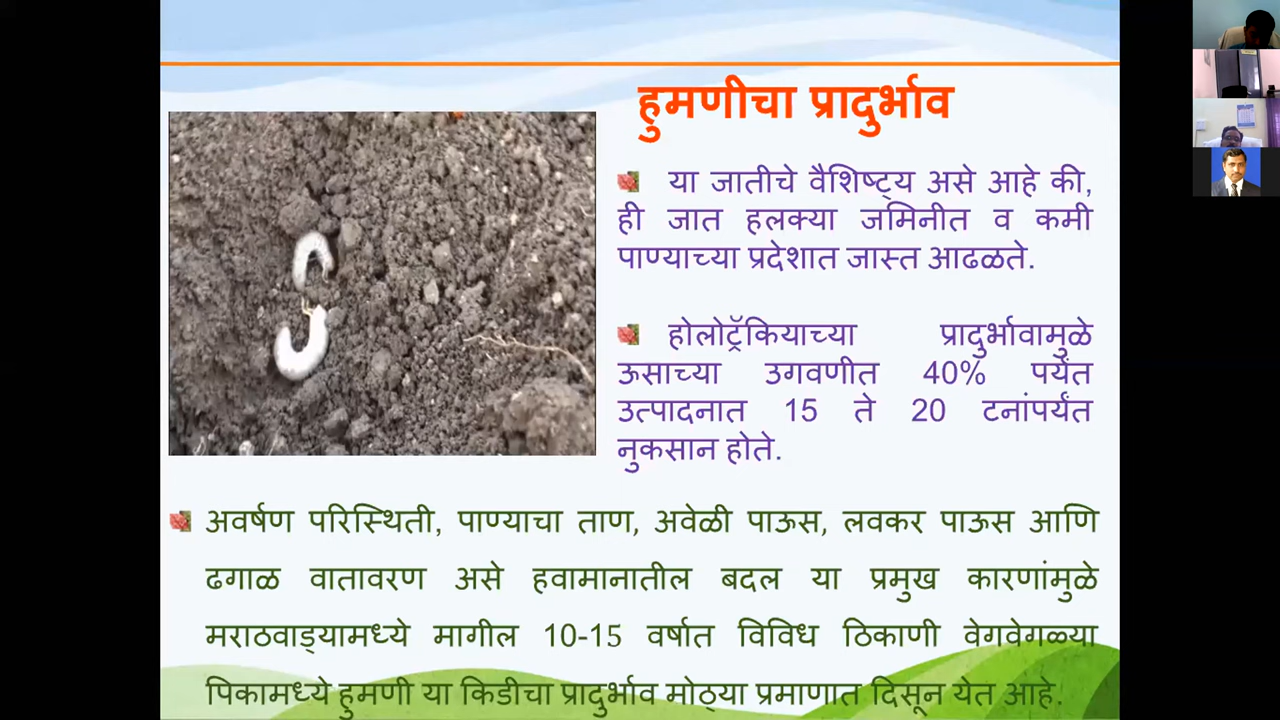 हुमणीचा प्रादुर्भाव
या जातीचे वैशिष्ट्य असे आहे की,
ही जात हलक्या जमिनीत व कमी
पाण्याच्या प्रदेशात जास्त आढळते.
होलोट्रॅकियाच्या प्रादुर्भावामुळे
ऊसाच्या उगवणीत 40% पर्यंत
उत्पादनात 15 ते 20 टनांपर्यंत
नुकसान होते.
अवर्षण परिस्थिती, पाण्याचा ताण, अवेळी पाऊस, लवकर पाऊस आणि
ढगाळ वातावरण असे हवामानातील बदल या प्रमुख कारणांमुळे
मराठवाड्यामध्ये मागील 10-15 वर्षात विविध ठिकाणी वेगवेगळ्या
पिकामध्ये हुमणी या किडीचा प्रादुर्भाव मोठ्या प्रमाणात दिसून येत आहे.